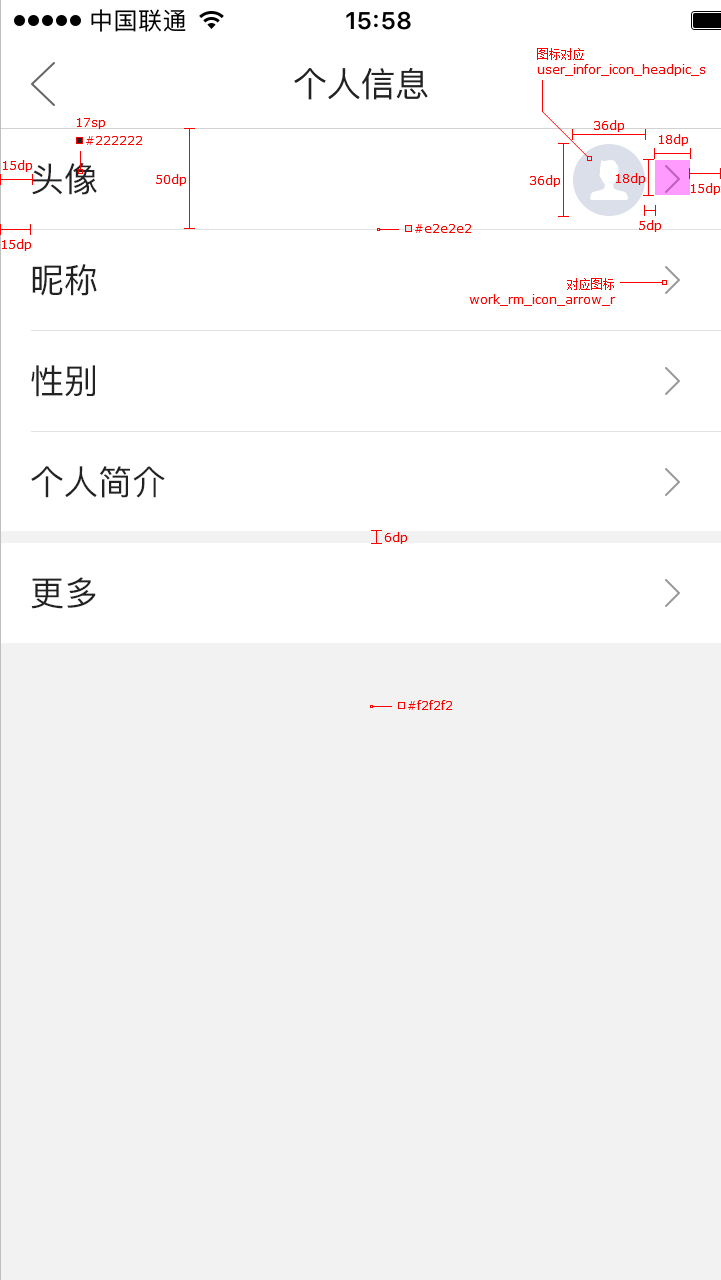 中国联通
15:58
个人信息
图标对应
user_infor_icon_headpic_s
17sp
#222222
36dp
18dp
15dp
头像
50dp
36dp
18dp
15dp
5dp
15dp
#e2e2e2
昵称
对应图标
work_rm_icon_arrow_r
性别
个人简介
6dp
更多
#f2f2f2